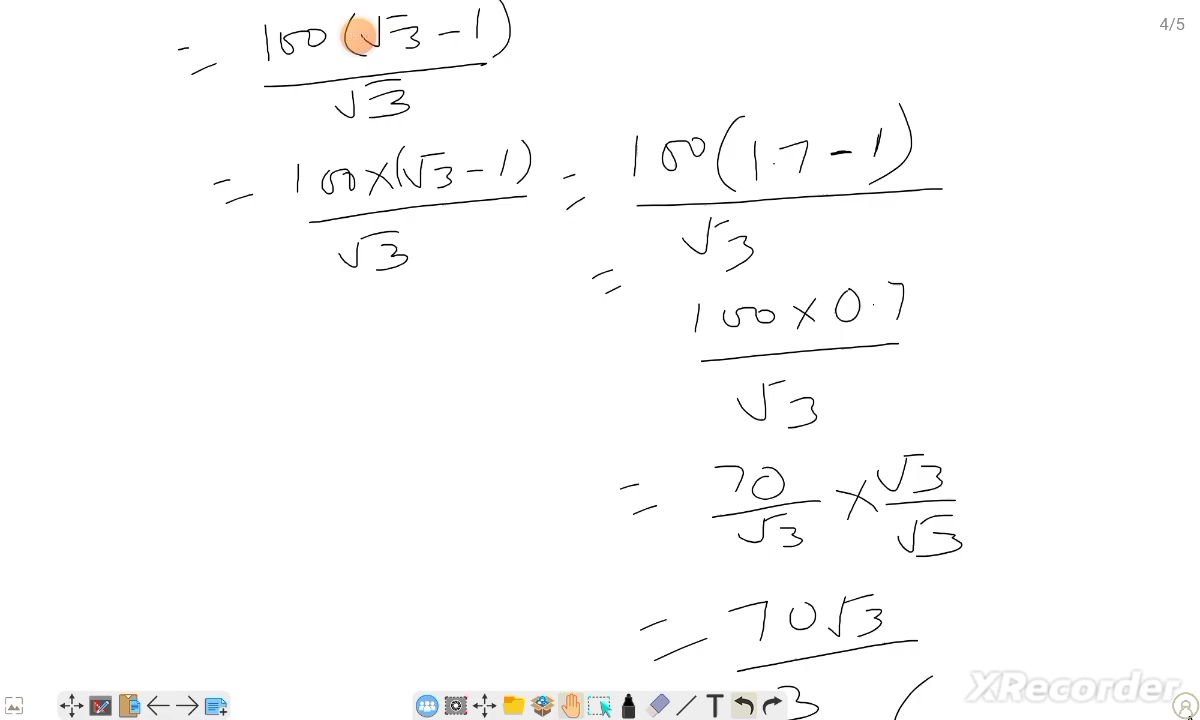 4/5
= 100(√3-1)/√3
= 100×(√3-1)/√3 = 100(1.7-1)/√3
= 100×0.7/√3
= 70/√3 × √3/√3
= 70√3/3 (
XRecorder